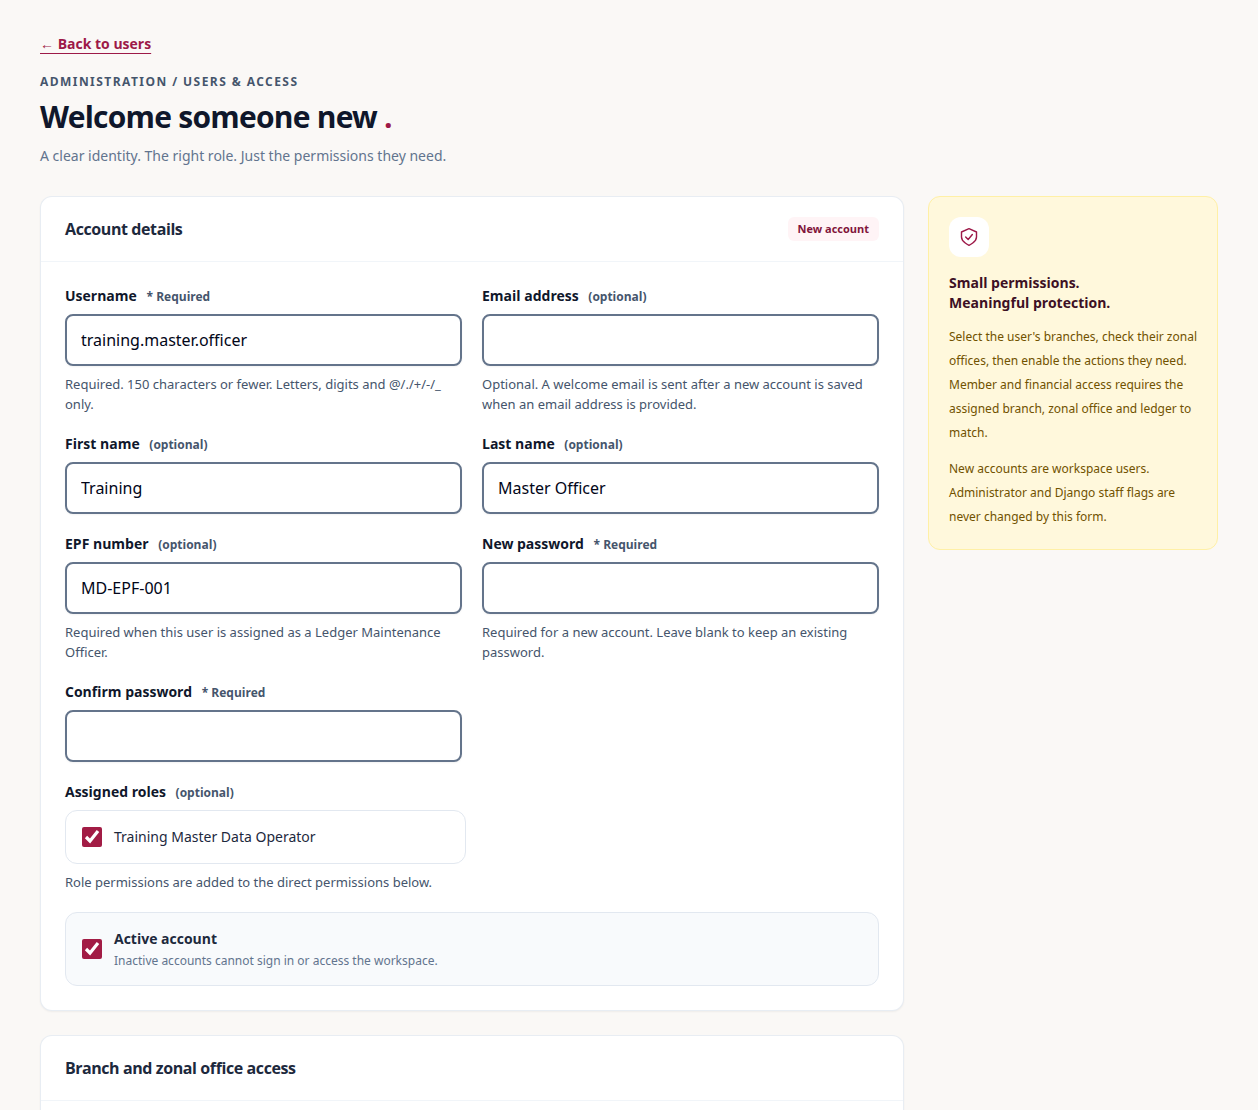 ← Back to users
ADMINISTRATION / USERS & ACCESS
Welcome someone new .
A clear identity. The right role. Just the permissions they need.
Account details
New account
Username * Required
training.master.officer
Required. 150 characters or fewer. Letters, digits and @/./+/-/_
only.
Email address (optional)
Optional. A welcome email is sent after a new account is saved
when an email address is provided.
First name (optional)
Training
Last name (optional)
Master Officer
EPF number (optional)
MD-EPF-001
Required when this user is assigned as a Ledger Maintenance
Officer.
New password * Required
Required for a new account. Leave blank to keep an existing
password.
Confirm password * Required
Assigned roles (optional)
Training Master Data Operator
Role permissions are added to the direct permissions below.
Active account
Inactive accounts cannot sign in or access the workspace.
Branch and zonal office access
Small permissions.
Meaningful protection.
Select the user's branches, check their zonal
offices, then enable the actions they need.
Member and financial access requires the
assigned branch, zonal office and ledger to
match.
New accounts are workspace users.
Administrator and Django staff flags are
never changed by this form.